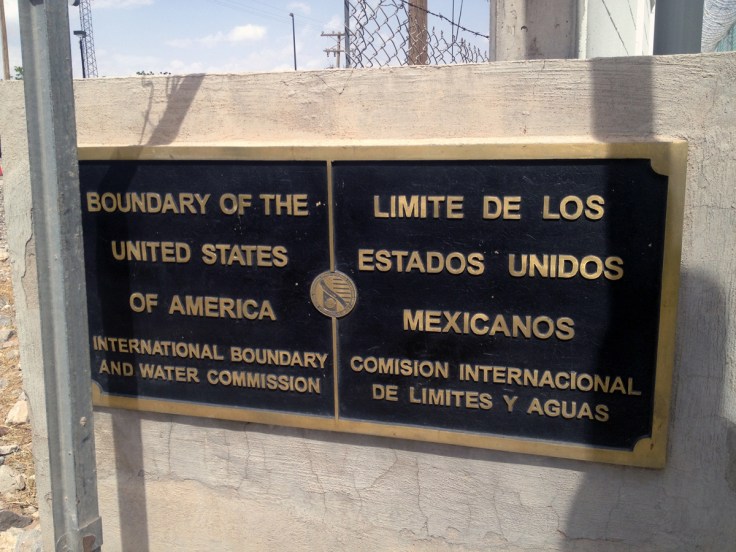 BOUNDARY OF THE
UNITED STATES
OF AMERICA
INTERNATIONAL BOUNDARY
AND WATER COMMISSION
LIMITE DE LOS
ESTADOS UNIDOS
MEXICANOS
COMISION INTERNACIONAL
DE LIMITES Y AGUAS